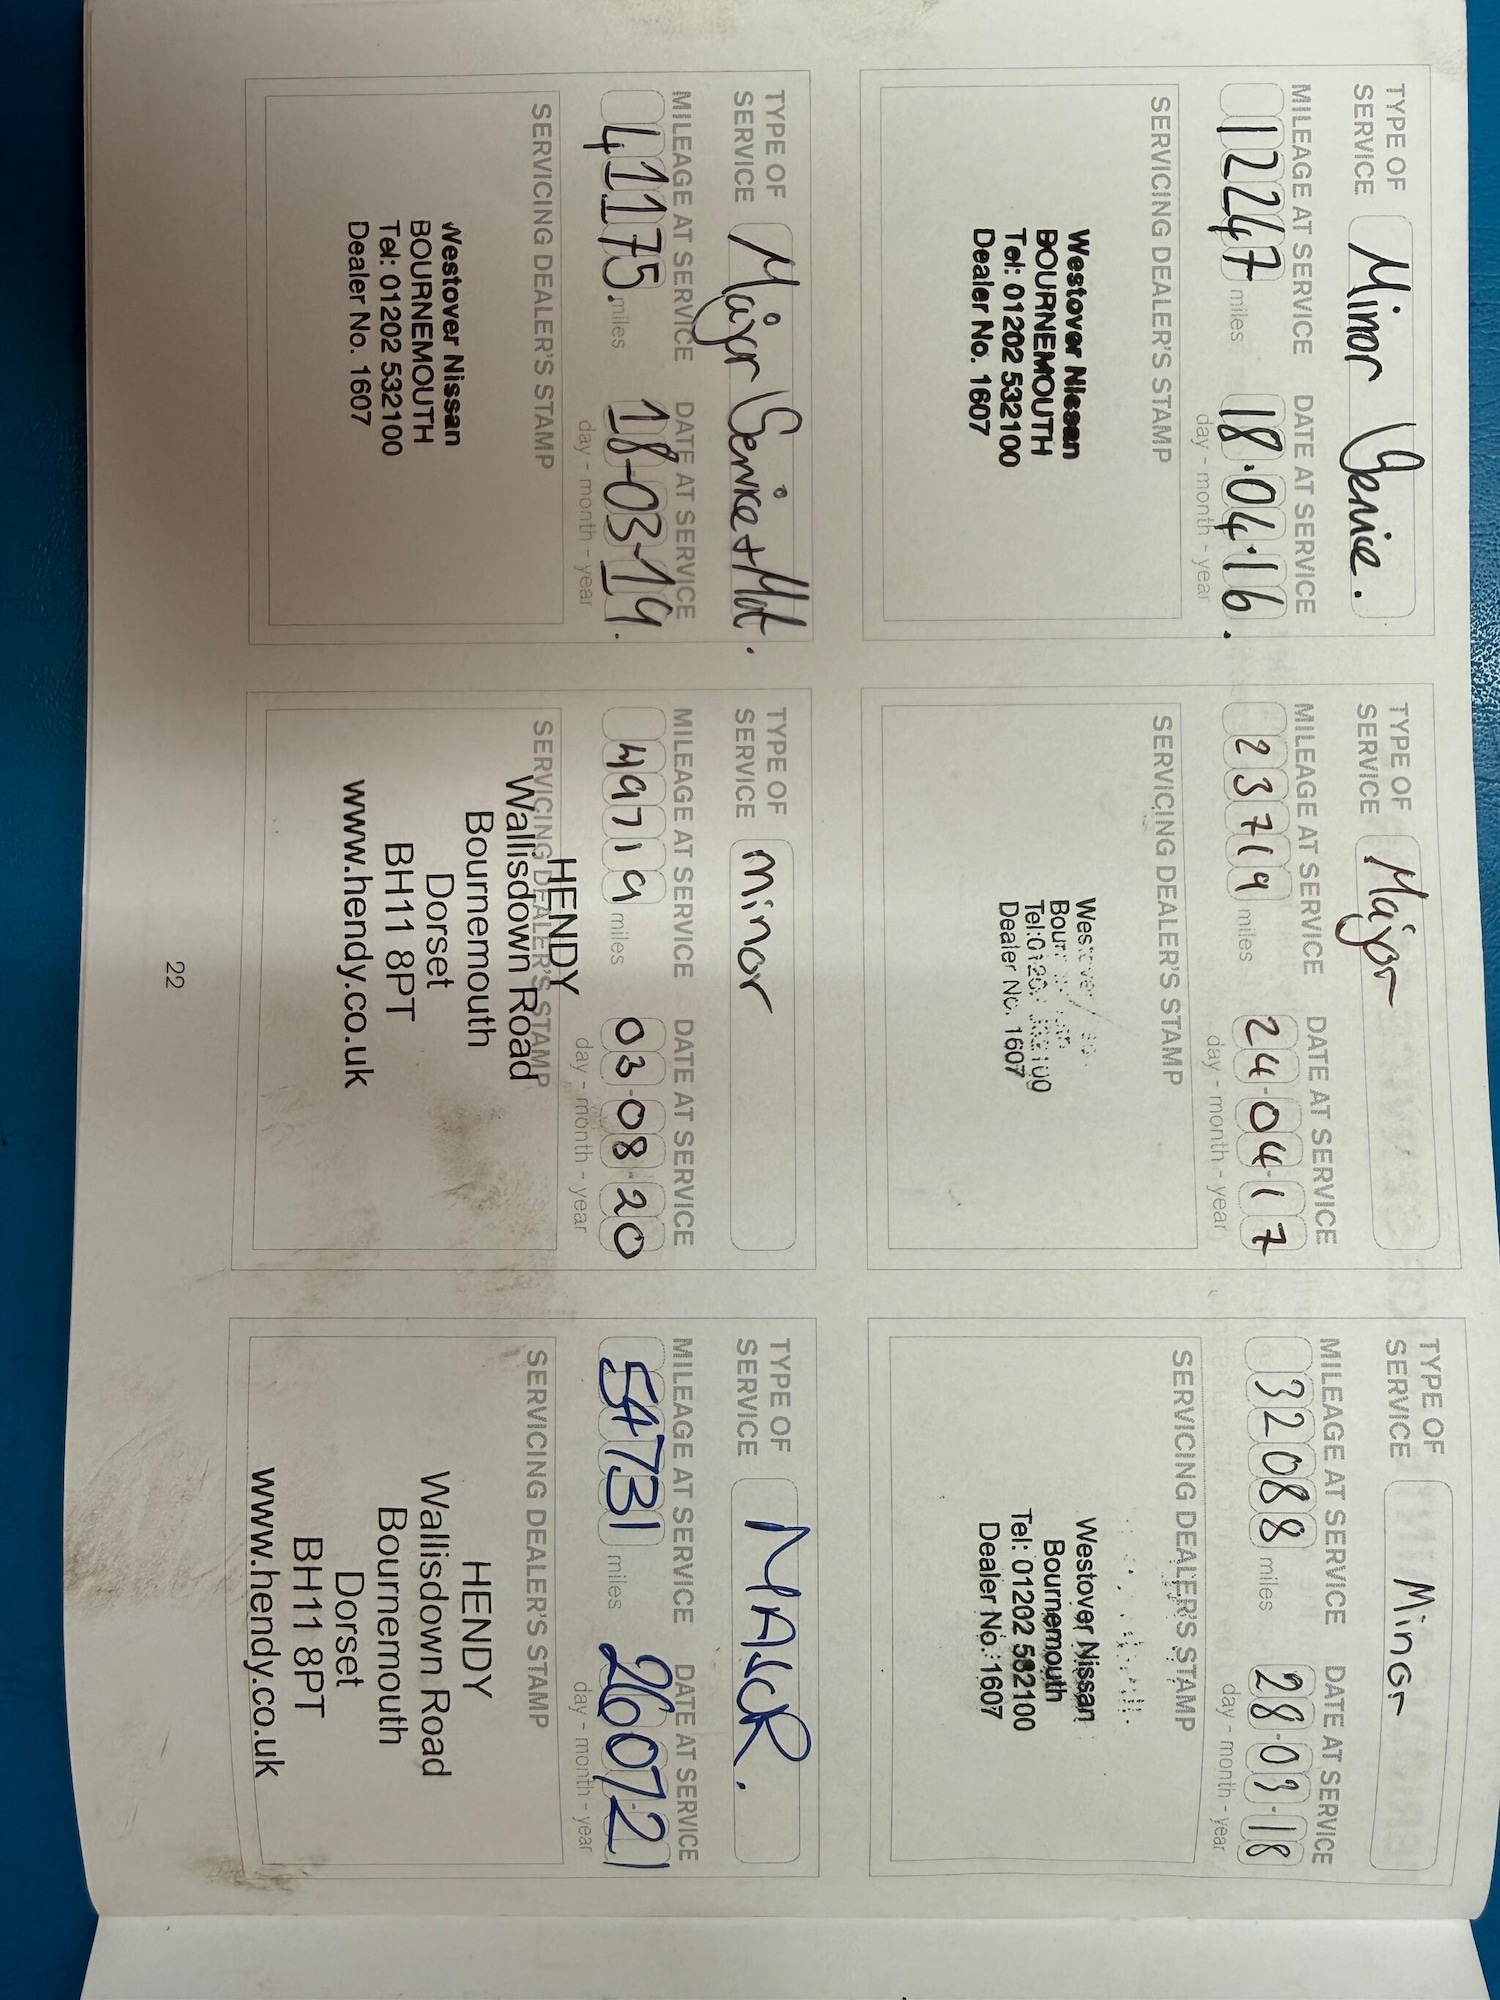 TYPE OF
SERVICE
Minor Service.
MILEAGE AT SERVICE DATE AT SERVICE
12247 miles 18.04.16.
day - month - year
SERVICING DEALER'S STAMP
Westover Nissan
BOURNEMOUTH
Tel: 01202 532100
Dealer No. 1607
TYPE OF
SERVICE
Major
MILEAGE AT SERVICE DATE AT SERVICE
23719 miles 24-04-17
day - month - year
SERVICING DEALER'S STAMP
Dealer No. 1607
TYPE OF
SERVICE
Minor
MILEAGE AT SERVICE DATE AT SERVICE
32088 miles 28-03-18
day - month - year
SERVICING DEALER'S STAMP
Westover Nissan
Bournemouth
Tel: 01202 532100
Dealer No. 1607
TYPE OF
SERVICE
Major Service + Mot.
MILEAGE AT SERVICE DATE AT SERVICE
41175. miles 18-03-19.
day - month - year
SERVICING DEALER'S STAMP
Westover Nissan
BOURNEMOUTH
Tel: 01202 532100
Dealer No. 1607
TYPE OF
SERVICE
minor
MILEAGE AT SERVICE DATE AT SERVICE
49719 miles 03-08-20
day - month - year
SERVICING DEALER'S STAMP
HENDY
Wallisdown Road
Bournemouth
Dorset
BH11 8PT
www.hendy.co.uk
TYPE OF
SERVICE
MAJOR.
MILEAGE AT SERVICE DATE AT SERVICE
54731 miles 260721
day - month - year
SERVICING DEALER'S STAMP
HENDY
Wallisdown Road
Bournemouth
Dorset
BH11 8PT
www.hendy.co.uk
22